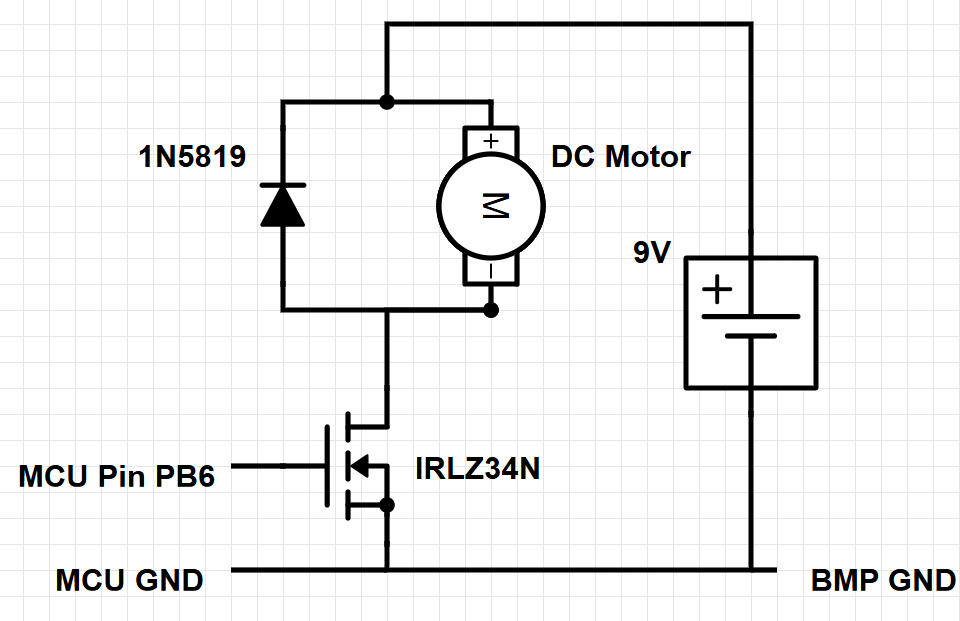 1N5819
+
DC Motor
M
−
9V
+
MCU Pin PB6
IRLZ34N
MCU GND
BMP GND